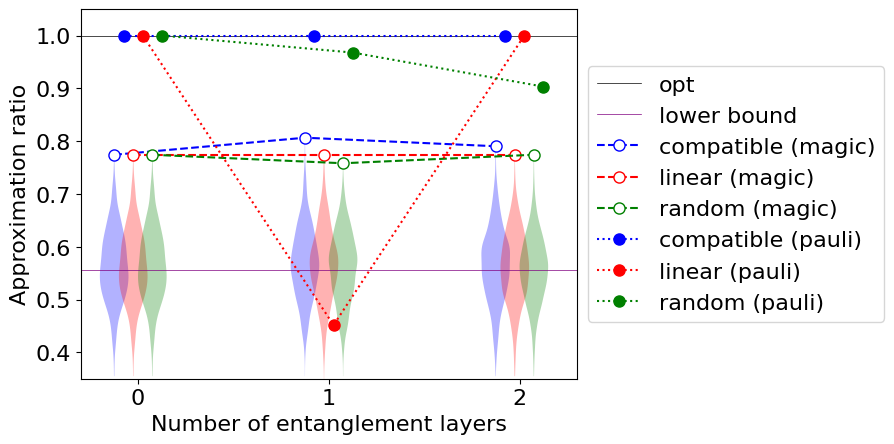 Approximation ratio
1.0
0.9
0.8
0.7
0.6
0.5
0.4
0
1
2
Number of entanglement layers
opt
lower bound
compatible (magic)
linear (magic)
random (magic)
compatible (pauli)
linear (pauli)
random (pauli)